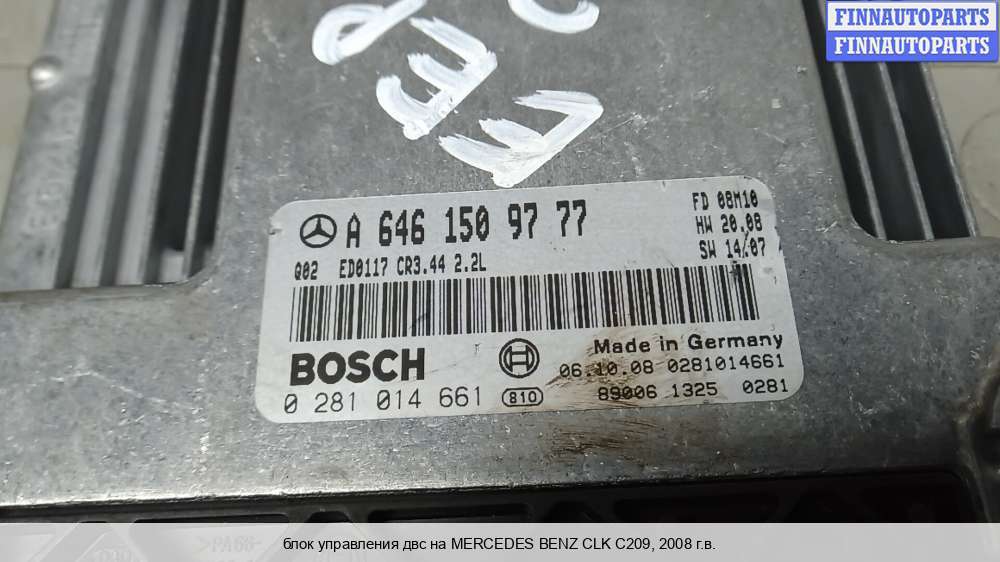 FINNAUTOPARTS
FINNAUTOPARTS
A 646 150 97 77
FD 08M10
HW 20.08
SW 14/07
Q02 ED0117 CR3.44 2.2L
BOSCH
Made in Germany
06.10.08 0281014661
0 281 014 661
810
89006 1325 0281
>PA66-
блок управления двс на MERCEDES BENZ CLK C209, 2008 г.в.